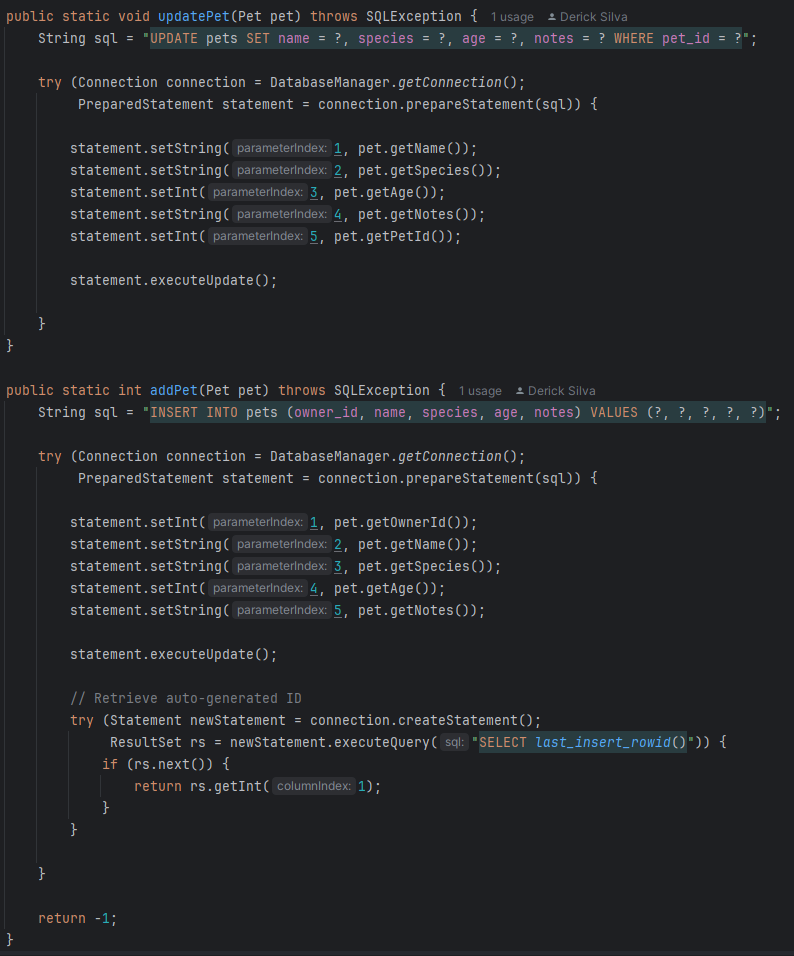 public static void updatePet(Pet pet) throws SQLException { 1 usage Derick Silva
String sql = "UPDATE pets SET name = ?, species = ?, age = ?, notes = ? WHERE pet_id = ?";
try (Connection connection = DatabaseManager.getConnection();
PreparedStatement statement = connection.prepareStatement(sql)) {
statement.setString( parameterIndex: 1, pet.getName());
statement.setString( parameterIndex: 2, pet.getSpecies());
statement.setInt( parameterIndex: 3, pet.getAge());
statement.setString( parameterIndex: 4, pet.getNotes());
statement.setInt( parameterIndex: 5, pet.getPetId());
statement.executeUpdate();
}
}
public static int addPet(Pet pet) throws SQLException { 1 usage Derick Silva
String sql = "INSERT INTO pets (owner_id, name, species, age, notes) VALUES (?, ?, ?, ?, ?)";
try (Connection connection = DatabaseManager.getConnection();
PreparedStatement statement = connection.prepareStatement(sql)) {
statement.setInt( parameterIndex: 1, pet.getOwnerId());
statement.setString( parameterIndex: 2, pet.getName());
statement.setString( parameterIndex: 3, pet.getSpecies());
statement.setInt( parameterIndex: 4, pet.getAge());
statement.setString( parameterIndex: 5, pet.getNotes());
statement.executeUpdate();
// Retrieve auto-generated ID
try (Statement newStatement = connection.createStatement();
ResultSet rs = newStatement.executeQuery( sql: "SELECT last_insert_rowid()")) {
if (rs.next()) {
return rs.getInt( columnIndex: 1);
}
}
}
return -1;
}